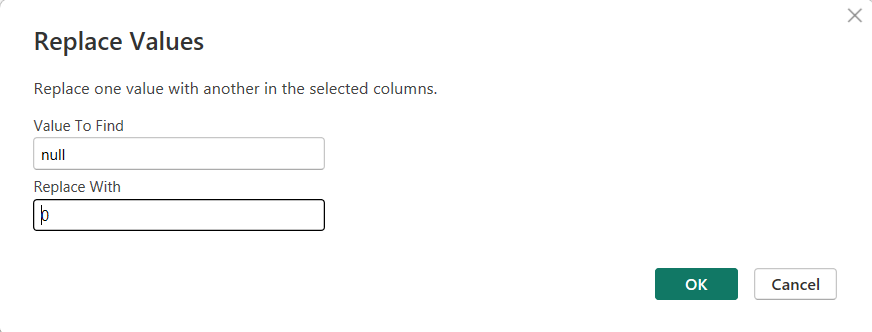 Replace Values
Replace one value with another in the selected columns.
Value To Find
null
Replace With
0
OK
Cancel